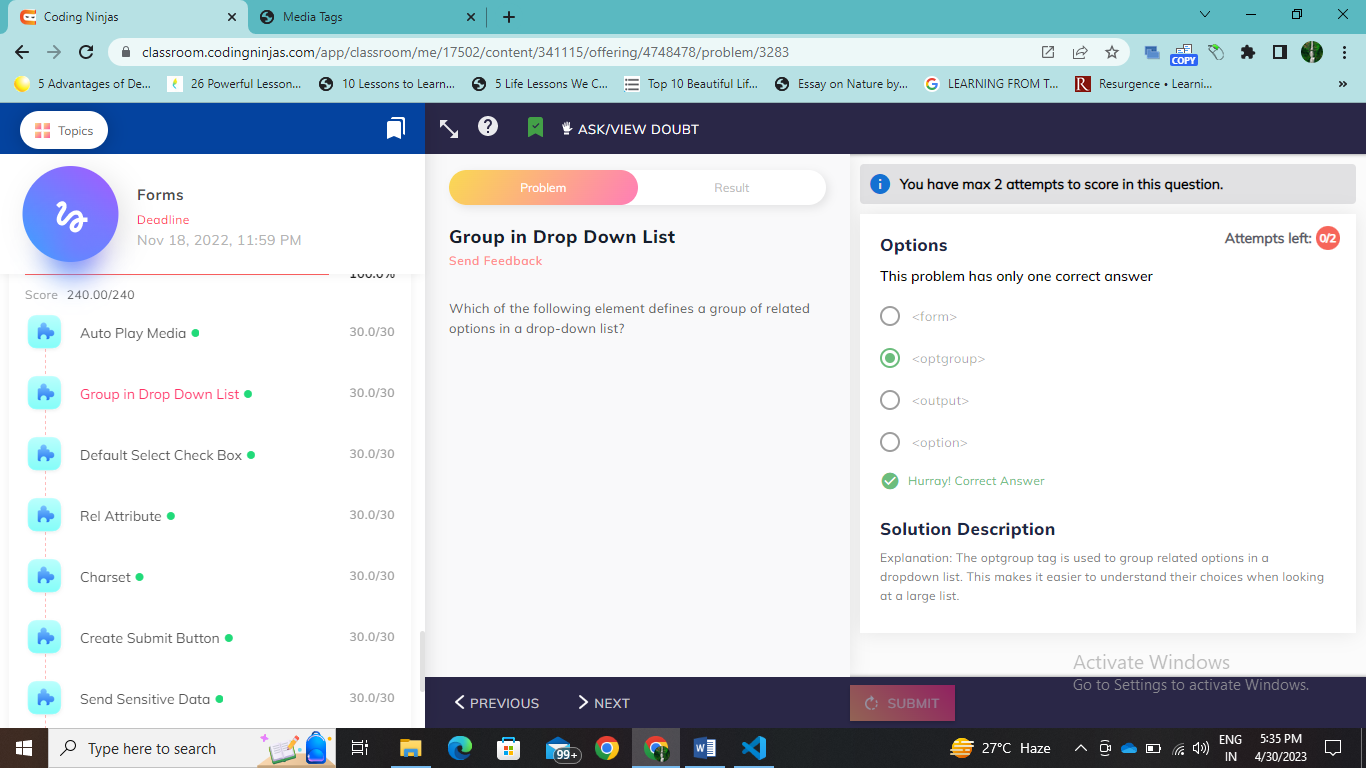 Coding Ninjas
Media Tags
classroom.codingninjas.com/app/classroom/me/17502/content/341115/offering/4748478/problem/3283
COPY
5 Advantages of De...
26 Powerful Lesson...
10 Lessons to Learn...
5 Life Lessons We C...
Top 10 Beautiful Lif...
Essay on Nature by...
LEARNING FROM T...
Resurgence • Learni...
»
Topics
ASK/VIEW DOUBT
Forms
Deadline
Nov 18, 2022, 11:59 PM
100.0%
Score 240.00/240
Auto Play Media 30.0/30
Group in Drop Down List 30.0/30
Default Select Check Box 30.0/30
Rel Attribute 30.0/30
Charset 30.0/30
Create Submit Button 30.0/30
Send Sensitive Data 30.0/30
Problem
Result
Group in Drop Down List
Send Feedback
Which of the following element defines a group of related
options in a drop-down list?
PREVIOUS
NEXT
You have max 2 attempts to score in this question.
Options
Attempts left: 0/2
This problem has only one correct answer
<form>
<optgroup>
<output>
<option>
Hurray! Correct Answer
Solution Description
Explanation: The optgroup tag is used to group related options in a
dropdown list. This makes it easier to understand their choices when looking
at a large list.
Activate Windows
Go to Settings to activate Windows.
SUBMIT
Type here to search
99+
27°C Haze
ENG
IN
5:35 PM
4/30/2023